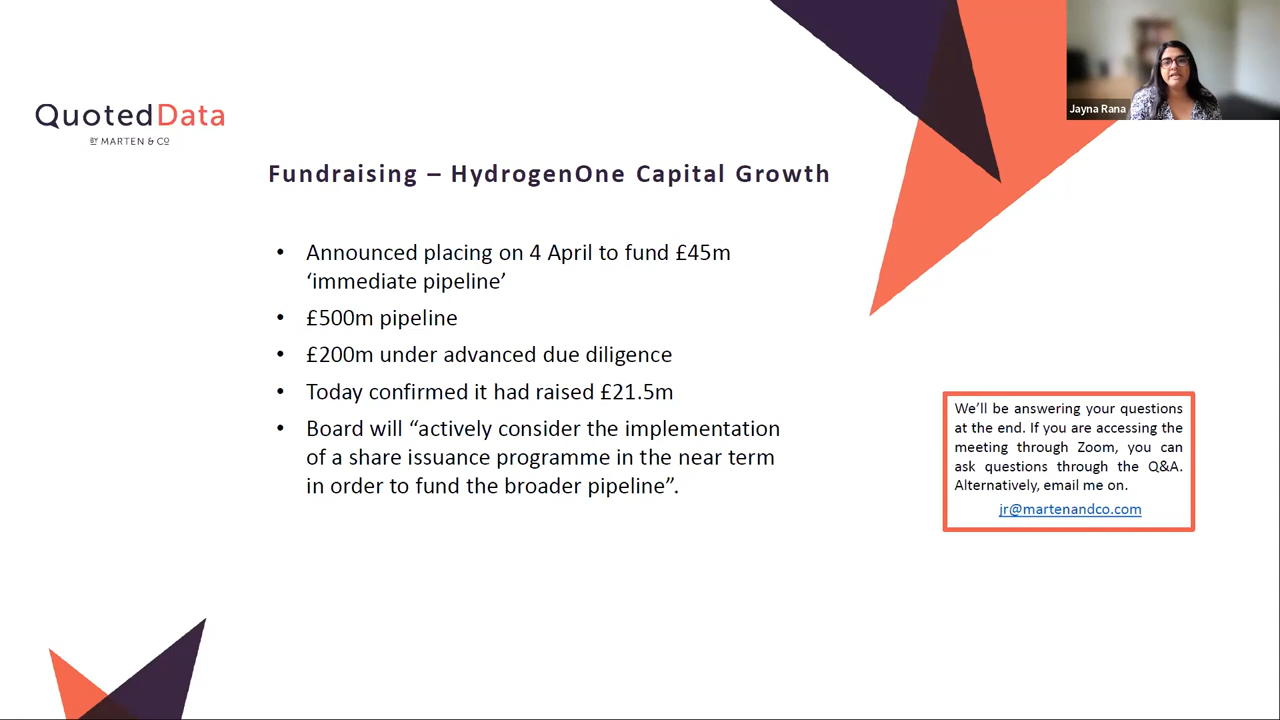 Jayna Rana
QuotedData
BY MARTEN & CO
Fundraising – HydrogenOne Capital Growth
• Announced placing on 4 April to fund £45m
‘immediate pipeline’
• £500m pipeline
• £200m under advanced due diligence
• Today confirmed it had raised £21.5m
• Board will “actively consider the implementation
of a share issuance programme in the near term
in order to fund the broader pipeline”.
We’ll be answering your questions
at the end. If you are accessing the
meeting through Zoom, you can
ask questions through the Q&A.
Alternatively, email me on.
jr@martenandco.com